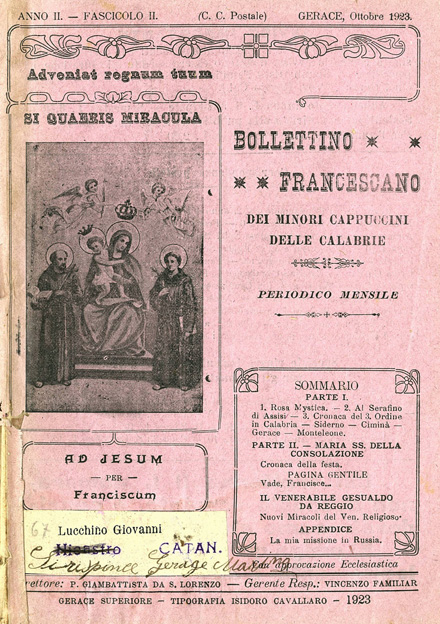 ANNO II. — FASCICOLO II. (C. C. Postale) GERACE, Ottobre 1923.
Adveniat regnum tuum
SI QUAERIS MIRACULA
BOLLETTINO
FRANCESCANO
DEI MINORI CAPPUCCINI
DELLE CALABRIE
PERIODICO MENSILE
SOMMARIO
PARTE I.
1. Rosa Mystica. — 2. Al Serafino
di Assisi — 3. Cronaca del 3. Ordine
in Calabria — Siderno — Ciminà —
Gerace — Monteleone.
PARTE II. — MARIA SS. DELLA
CONSOLAZIONE
Cronaca della festa.
PAGINA GENTILE
Vade, Francisce...
IL VENERABILE GESUALDO
DA REGGIO
Nuovi Miracoli del Ven. Religioso
APPENDICE
La mia missione in Russia.
AD JESUM
— PER —
Franciscum
67
Lucchino Giovanni
Nicastro CATAN.
Si rispince Gerace
Con approvazione Ecclesiastica
rettore: P. GIAMBATTISTA DA S. LORENZO — Gerente Resp.: VINCENZO FAMILIAR
GERACE SUPERIORE - TIPOGRAFIA ISIDORO CAVALLARO - 1923